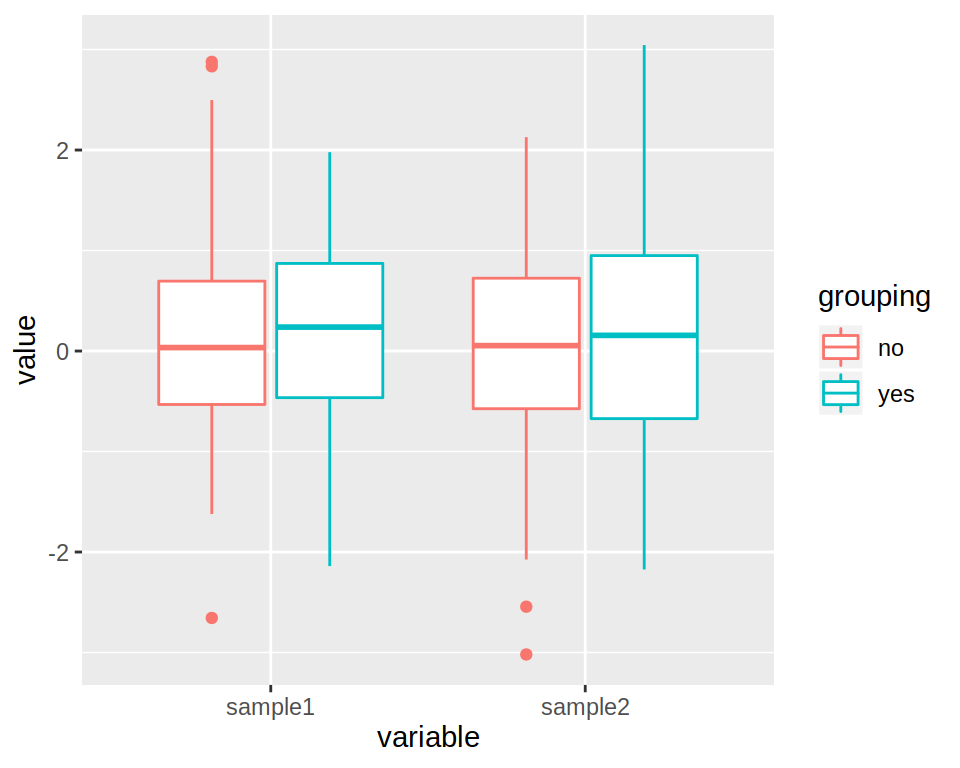 value
2
0
-2
sample1
sample2
variable
grouping
no
yes